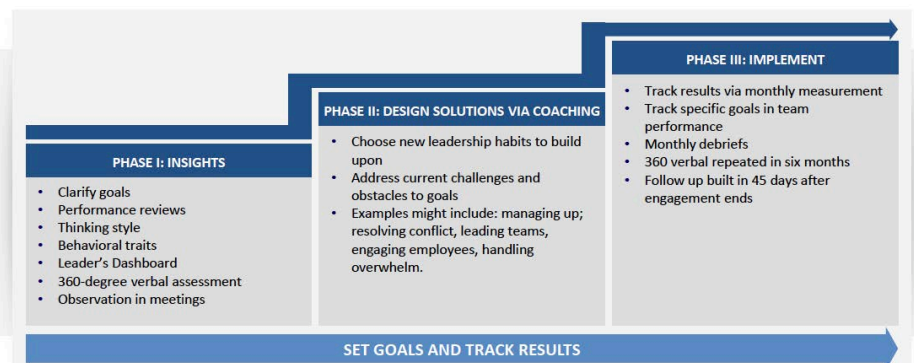 PHASE I: INSIGHTS
• Clarify goals
• Performance reviews
• Thinking style
• Behavioral traits
• Leader's Dashboard
• 360-degree verbal assessment
• Observation in meetings
PHASE II: DESIGN SOLUTIONS VIA COACHING
• Choose new leadership habits to build
upon
• Address current challenges and
obstacles to goals
• Examples might include: managing up;
resolving conflict, leading teams,
engaging employees, handling
overwhelm.
PHASE III: IMPLEMENT
• Track results via monthly measurement
• Track specific goals in team
performance
• Monthly debriefs
• 360 verbal repeated in six months
• Follow up built in 45 days after
engagement ends
SET GOALS AND TRACK RESULTS